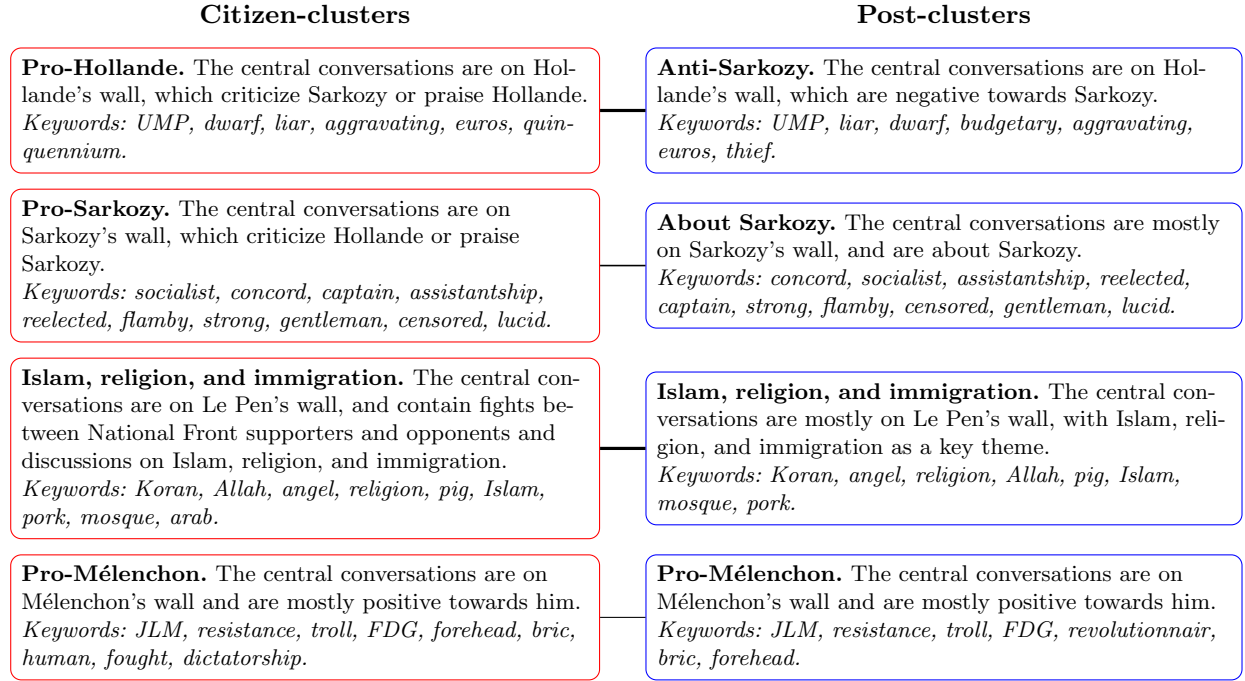 Citizen-clusters
Post-clusters
Pro-Hollande. The central conversations are on Hol-
lande's wall, which criticize Sarkozy or praise Hollande.
Keywords: UMP, dwarf, liar, aggravating, euros, quin-
quennium.
Anti-Sarkozy. The central conversations are on Hol-
lande's wall, which are negative towards Sarkozy.
Keywords: UMP, liar, dwarf, budgetary, aggravating,
euros, thief.
Pro-Sarkozy. The central conversations are on
Sarkozy's wall, which criticize Hollande or praise
Sarkozy.
Keywords: socialist, concord, captain, assistantship,
reelected, flamby, strong, gentleman, censored, lucid.
About Sarkozy. The central conversations are mostly
on Sarkozy's wall, and are about Sarkozy.
Keywords: concord, socialist, assistantship, reelected,
captain, strong, flamby, censored, gentleman, lucid.
Islam, religion, and immigration. The central con-
versations are on Le Pen's wall, and contain fights be-
tween National Front supporters and opponents and
discussions on Islam, religion, and immigration.
Keywords: Koran, Allah, angel, religion, pig, Islam,
pork, mosque, arab.
Islam, religion, and immigration. The central con-
versations are mostly on Le Pen's wall, with Islam, reli-
gion, and immigration as a key theme.
Keywords: Koran, angel, religion, Allah, pig, Islam,
mosque, pork.
Pro-Mélenchon. The central conversations are on
Mélenchon's wall and are mostly positive towards him.
Keywords: JLM, resistance, troll, FDG, forehead, bric,
human, fought, dictatorship.
Pro-Mélenchon. The central conversations are on
Mélenchon's wall and are mostly positive towards him.
Keywords: JLM, resistance, troll, FDG, revolutionnair,
bric, forehead.